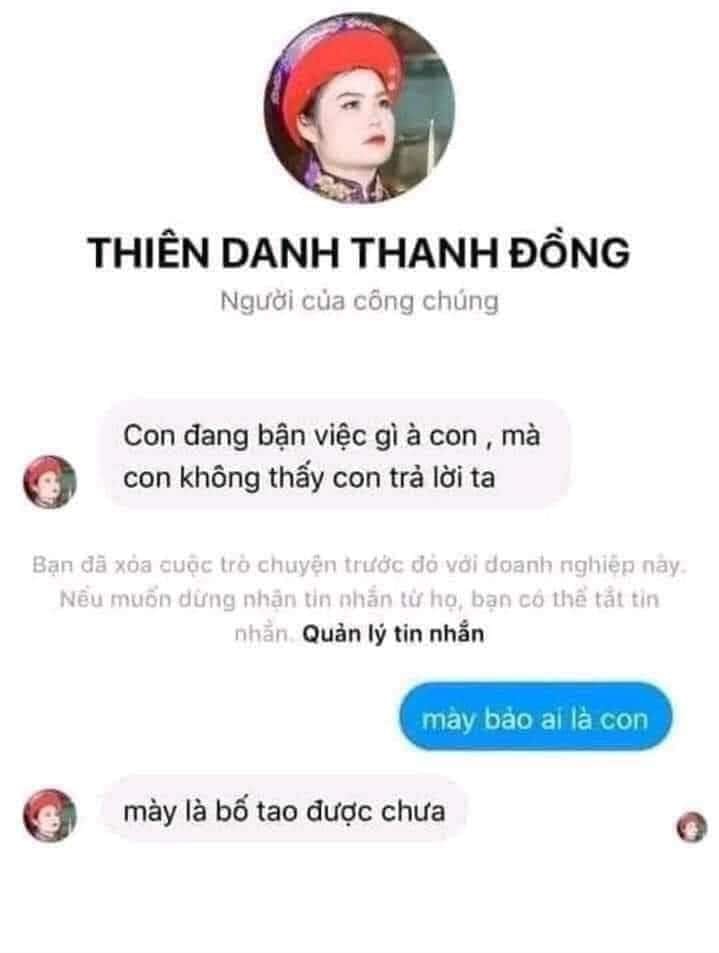 THIÊN DANH THANH ĐỒNG
Người của công chúng
Con đang bận việc gì à con , mà
con không thấy con trả lời ta
Bạn đã xóa cuộc trò chuyện trước đó với doanh nghiệp này.
Nếu muốn dừng nhận tin nhắn từ họ, bạn có thể tắt tin
nhắn. Quản lý tin nhắn
mày bảo ai là con
mày là bố tao được chưa